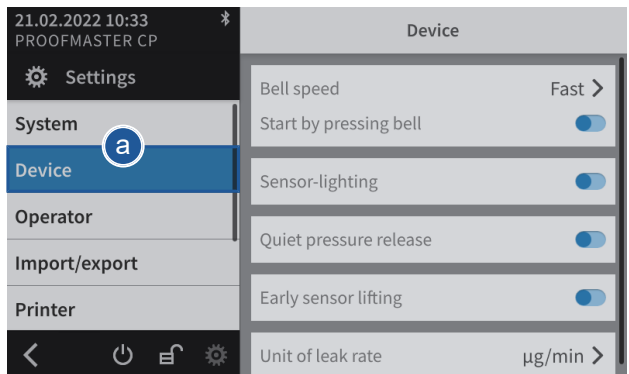 21.02.2022 10:33
PROOFMASTER CP
Settings
System
a
Device
Operator
Import/export
Printer
Device
Bell speed Fast
Start by pressing bell
Sensor-lighting
Quiet pressure release
Early sensor lifting
Unit of leak rate µg/min